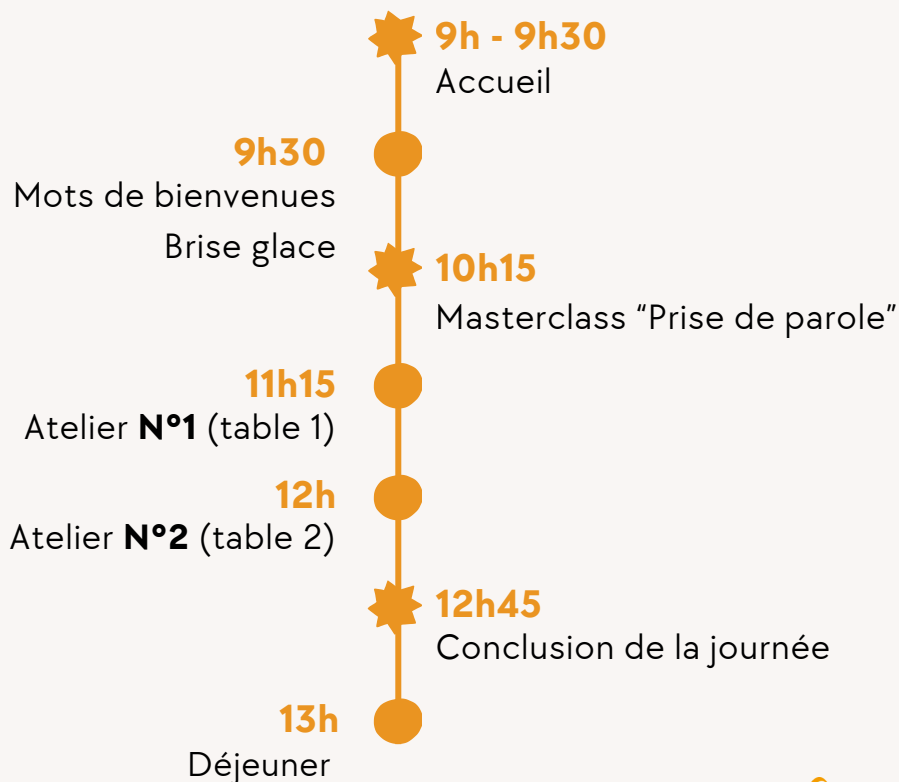 9h - 9h30
Accueil
9h30
Mots de bienvenues
Brise glace
10h15
Masterclass “Prise de parole”
11h15
Atelier N°1 (table 1)
12h
Atelier N°2 (table 2)
12h45
Conclusion de la journée
13h
Déjeuner